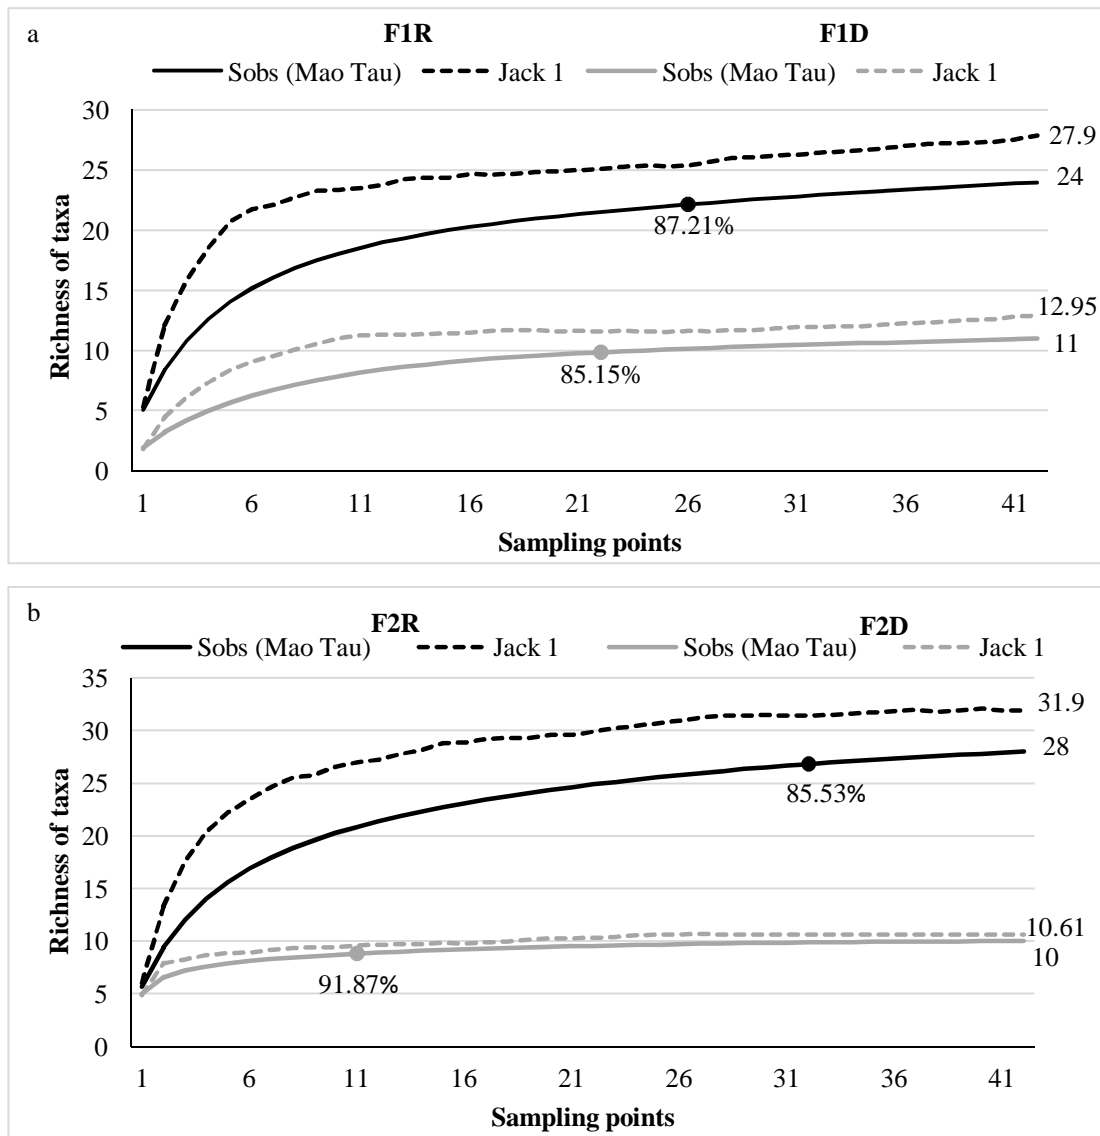 a
F1R F1D
Sobs (Mao Tau) Jack 1 Sobs (Mao Tau) Jack 1
30
25
20
15
10
5
0
Richness of taxa
27.9
24
87.21%
12.95
11
85.15%
1 6 11 16 21 26 31 36 41
Sampling points
b
F2R F2D
Sobs (Mao Tau) Jack 1 Sobs (Mao Tau) Jack 1
35
30
25
20
15
10
5
0
Richness of taxa
31.9
28
85.53%
10.61
10
91.87%
1 6 11 16 21 26 31 36 41
Sampling points